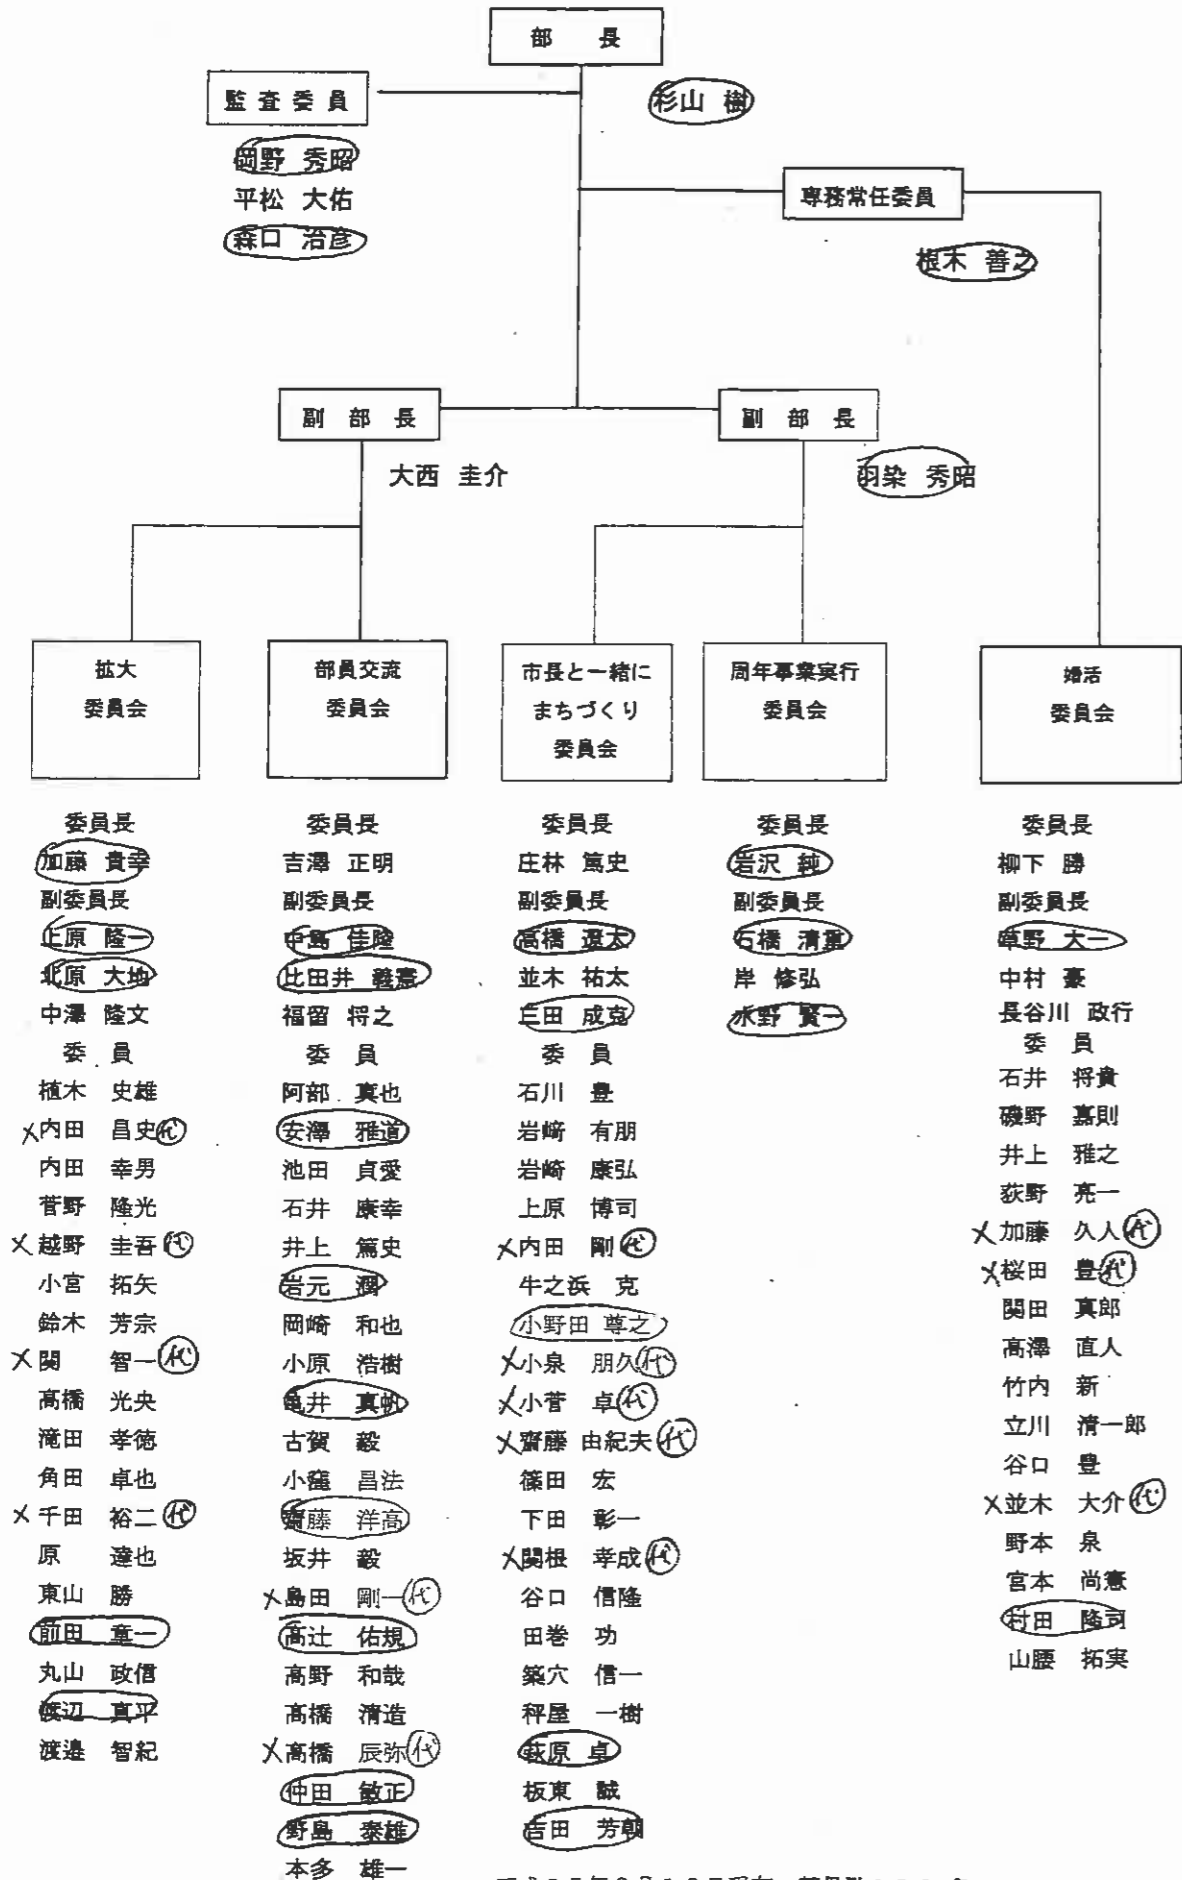 部　長
杉山 樹
監査委員
岡野 秀昭
平松 大佑
森口 治彦
専務常任委員
根木 善之
副 部 長
大西 圭介
副 部 長
羽染 秀昭
拡大
委員会
委員長
加藤 貴幸
副委員長
上原 隆一
北原 大地
中澤 隆文
委 員
植木 史雄
×内田 昌史 代
内田 幸男
菅野 隆光
×越野 圭吾 代
小宮 拓矢
鈴木 芳宗
×関 智一 代
高橋 光央
滝田 孝徳
角田 卓也
×千田 裕二 代
原 達也
東山 勝
前田 章一
丸山 政信
渡辺 真平
渡邉 智紀
部員交流
委員会
委員長
吉澤 正明
副委員長
中島 佳隆
比田井 義憲
福留 将之
委 員
阿部 真也
安澤 雅道
池田 貞愛
石井 康幸
井上 篤史
岩元 潤
岡崎 和也
小原 浩樹
亀井 真帆
古賀 毅
小窪 昌法
齋藤 洋高
坂井 毅
×島田 剛一 代
高辻 佑規
高野 和哉
高橋 清造
×高橋 辰弥 代
仲田 敏正
野島 泰雄
本多 雄一
市長と一緒に
まちづくり
委員会
委員長
庄林 篤史
副委員長
高橋 遼太
並木 祐太
三田 成克
委 員
石川 豊
岩﨑 有朋
岩崎 康弘
上原 博司
×内田 剛 代
牛之浜 克
小野田 尊之
×小泉 朋久 代
×小菅 卓 代
×齋藤 由紀夫 代
篠田 宏
下田 彰一
×関根 孝成 代
谷口 信隆
田巻 功
築穴 信一
秤屋 一樹
萩原 卓
板東 誠
吉田 芳朝
周年事業実行
委員会
委員長
岩沢 純
副委員長
石橋 清重
岸 修弘
水野 賢一
婚活
委員会
委員長
柳下 勝
副委員長
草野 大一
中村 豪
長谷川 政行
委 員
石井 将貴
磯野 嘉則
井上 雅之
荻野 亮一
×加藤 久人 代
×桜田 豊 代
関田 真郎
高澤 直人
竹内 新
立川 清一郎
谷口 豊
×並木 大介 代
野本 泉
宮本 尚憲
村田 隆司
山腰 拓実